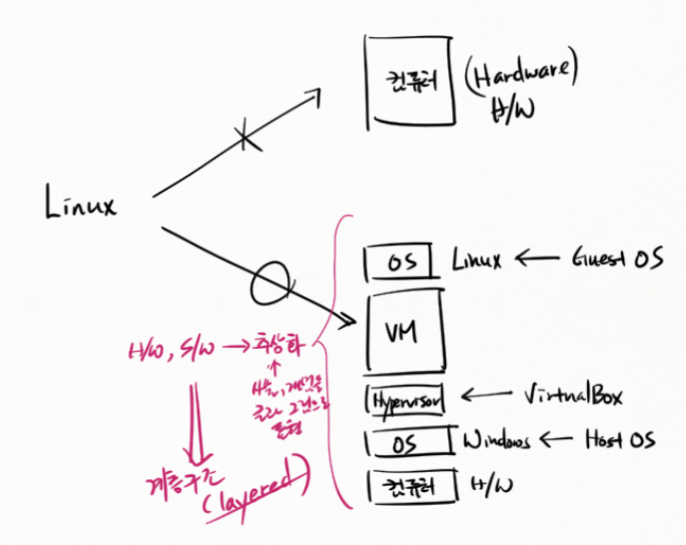 컴퓨터 (Hardware)
H/W
Linux
OS Linux ← Guest OS
VM
H/W, S/W → 추상화
↑
Hypervisor ← VirtualBox
OS Windows ← Host OS
컴퓨터 H/W
계층구조
(layered)